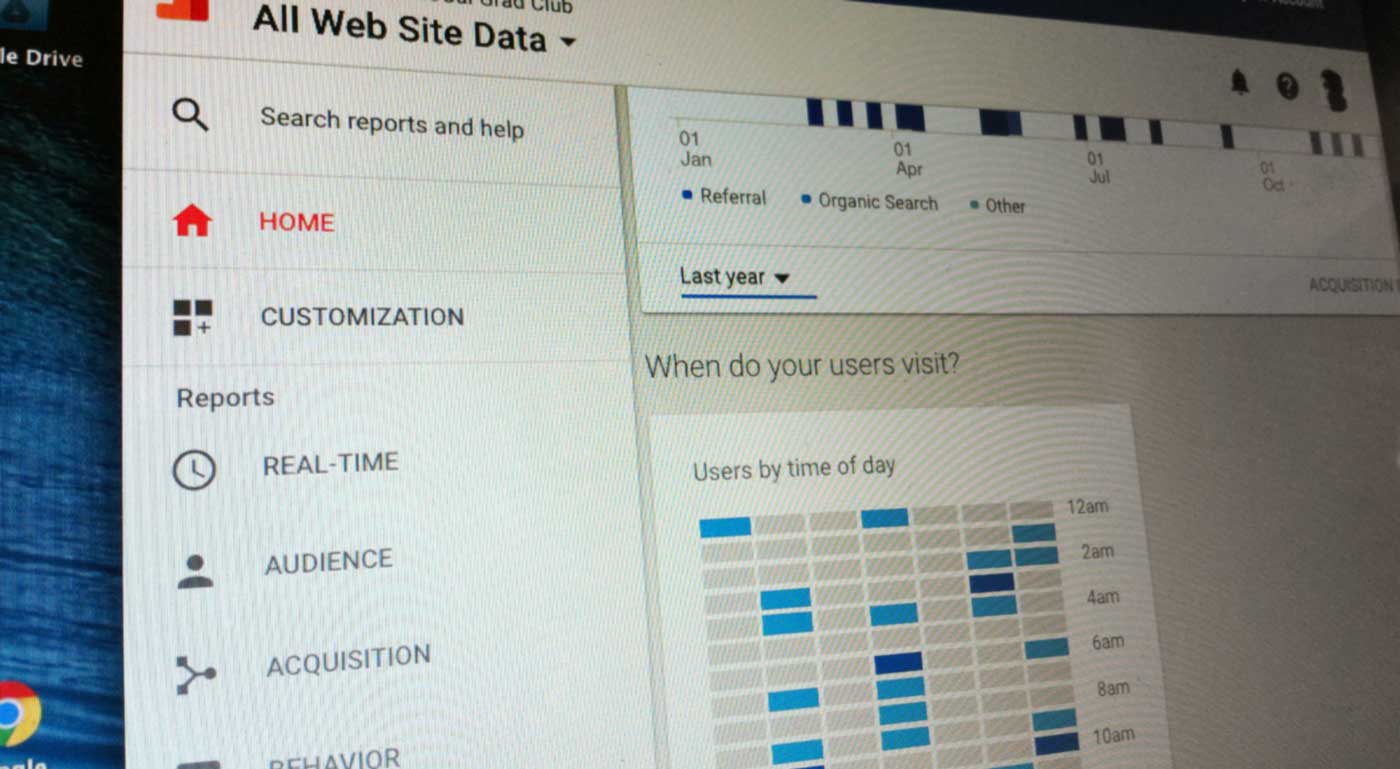 le Drive
Grad Club
All Web Site Data
Search reports and help
HOME
CUSTOMIZATION
Reports
REAL-TIME
AUDIENCE
ACQUISITION
BEHAVIOR
01
Jan
01
Apr
01
Jul
01
Oct
Referral
Organic Search
Other
Last year
ACQUISITION
When do your users visit?
Users by time of day
12am
2am
4am
6am
8am
10am